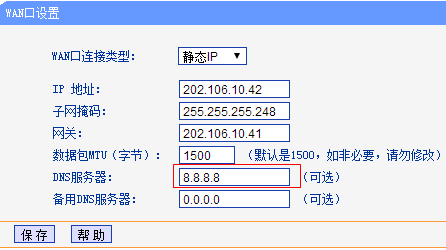 WAN口设置
WAN口连接类型： 静态IP
IP 地址： 202.106.10.42
子网掩码： 255.255.255.248
网关： 202.106.10.41
数据包MTU（字节）： 1500 （默认是1500，如非必要，请勿修改）
DNS服务器： 8.8.8.8 （可选）
备用DNS服务器： 0.0.0.0 （可选）
保 存 帮 助